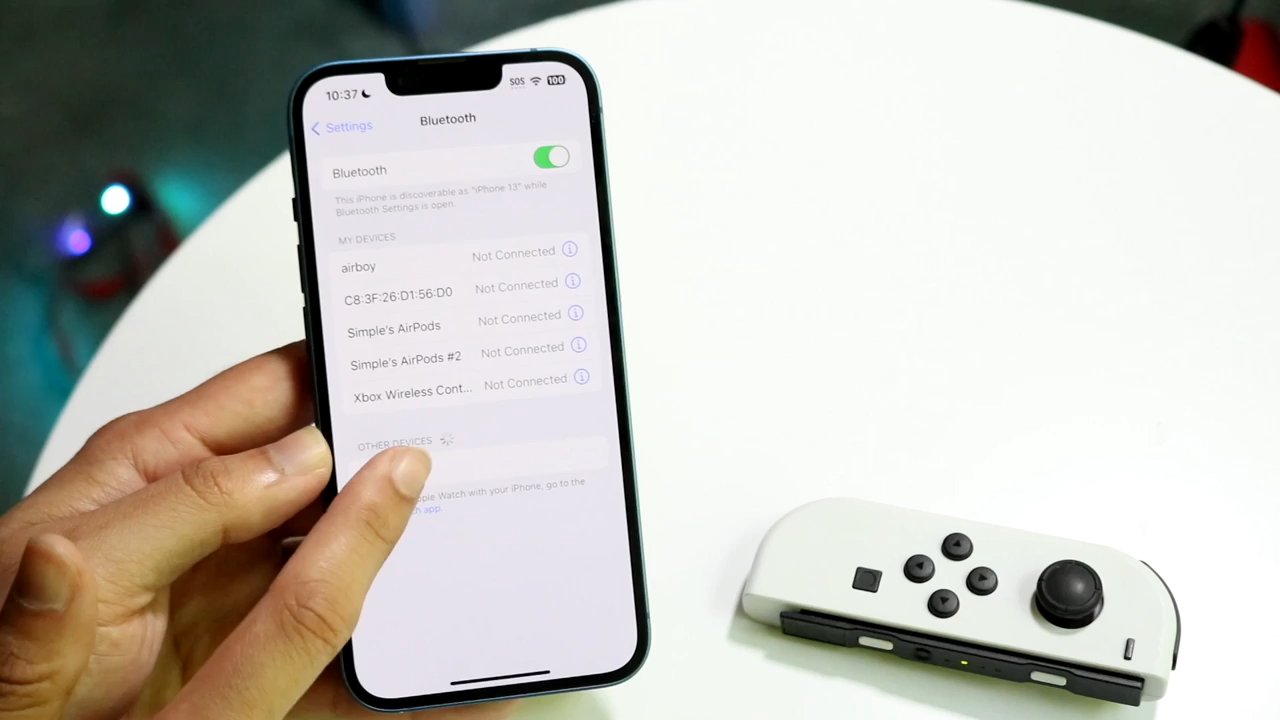 10:37
SOS
100
Settings
Bluetooth
Bluetooth
This iPhone is discoverable as "iPhone 13" while
Bluetooth Settings is open.
MY DEVICES
airboy Not Connected
C8:3F:26:D1:56:D0 Not Connected
Simple's AirPods Not Connected
Simple's AirPods #2 Not Connected
Xbox Wireless Cont... Not Connected
OTHER DEVICES
Watch with your iPhone, go to the
app.